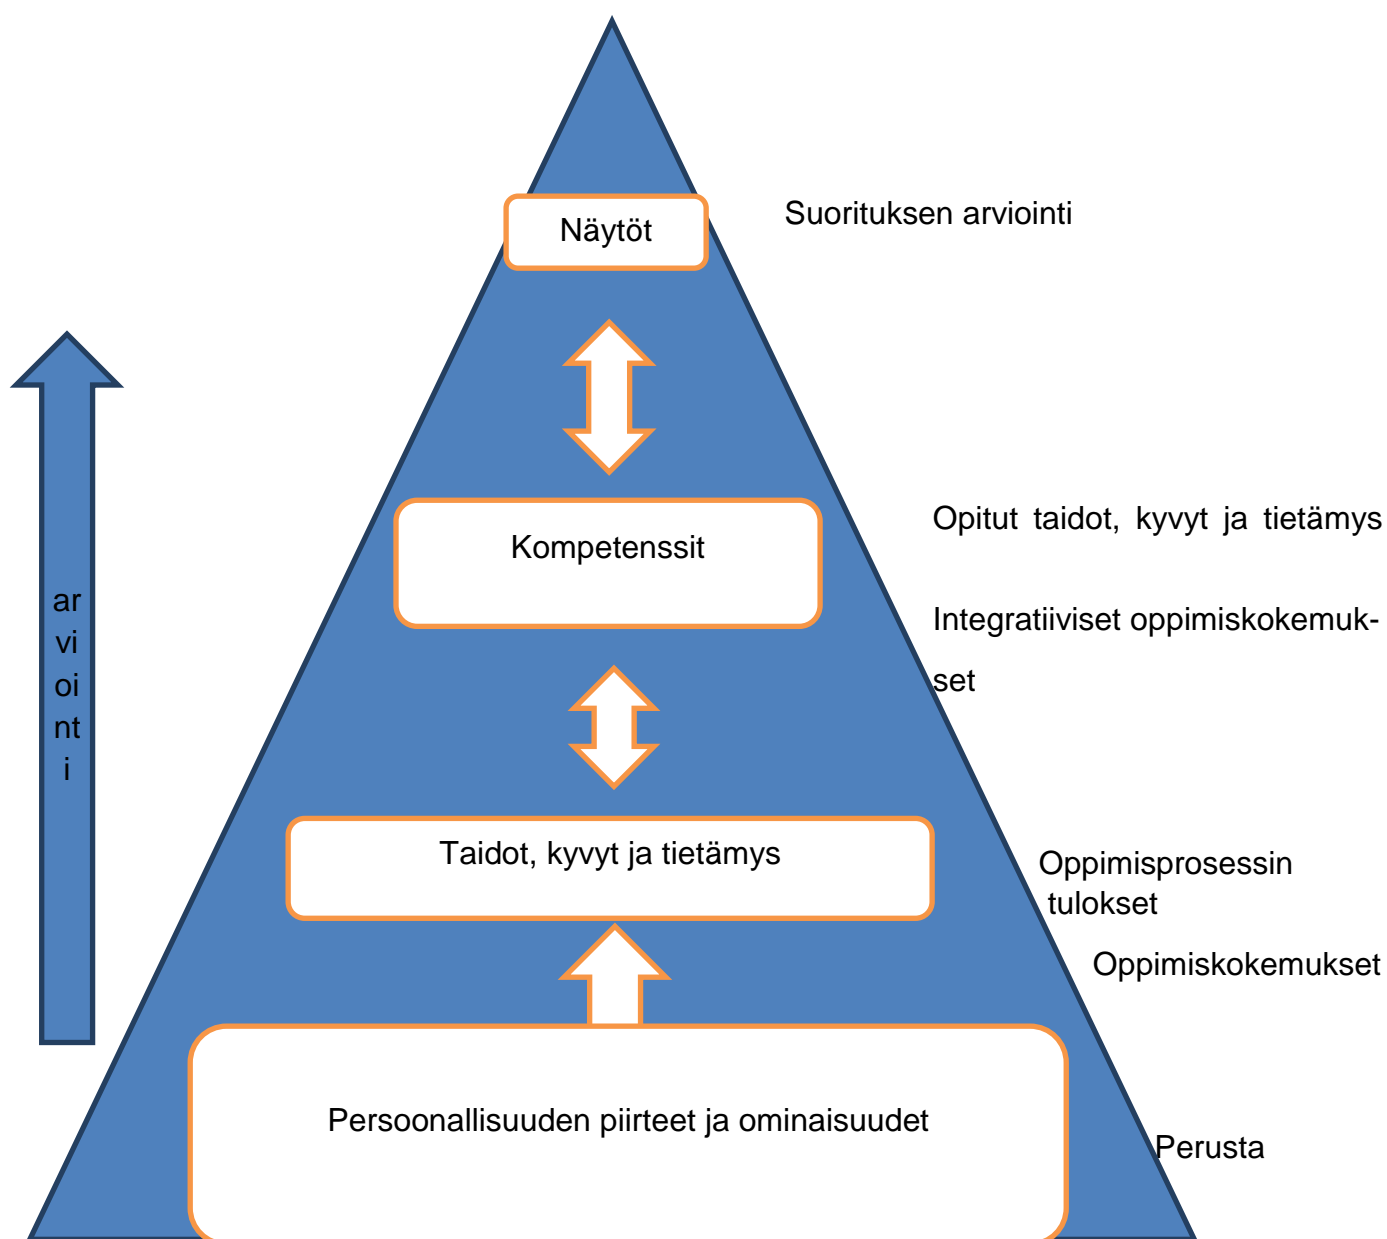 Näytöt
Suorituksen arviointi
Kompetenssit
Opitut taidot, kyvyt ja tietämys
Integratiiviset oppimiskokemuk-
set
ar
vi
oi
nt
i
Taidot, kyvyt ja tietämys
Oppimisprosessin
tulokset
Oppimiskokemukset
Persoonallisuuden piirteet ja ominaisuudet
Perusta